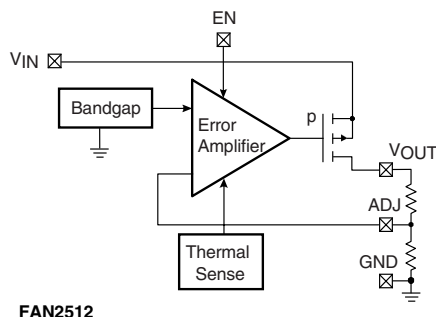 EN
VIN
p
Bandgap
Error
Amplifier
VOUT
ADJ
Thermal
Sense
GND
FAN2512